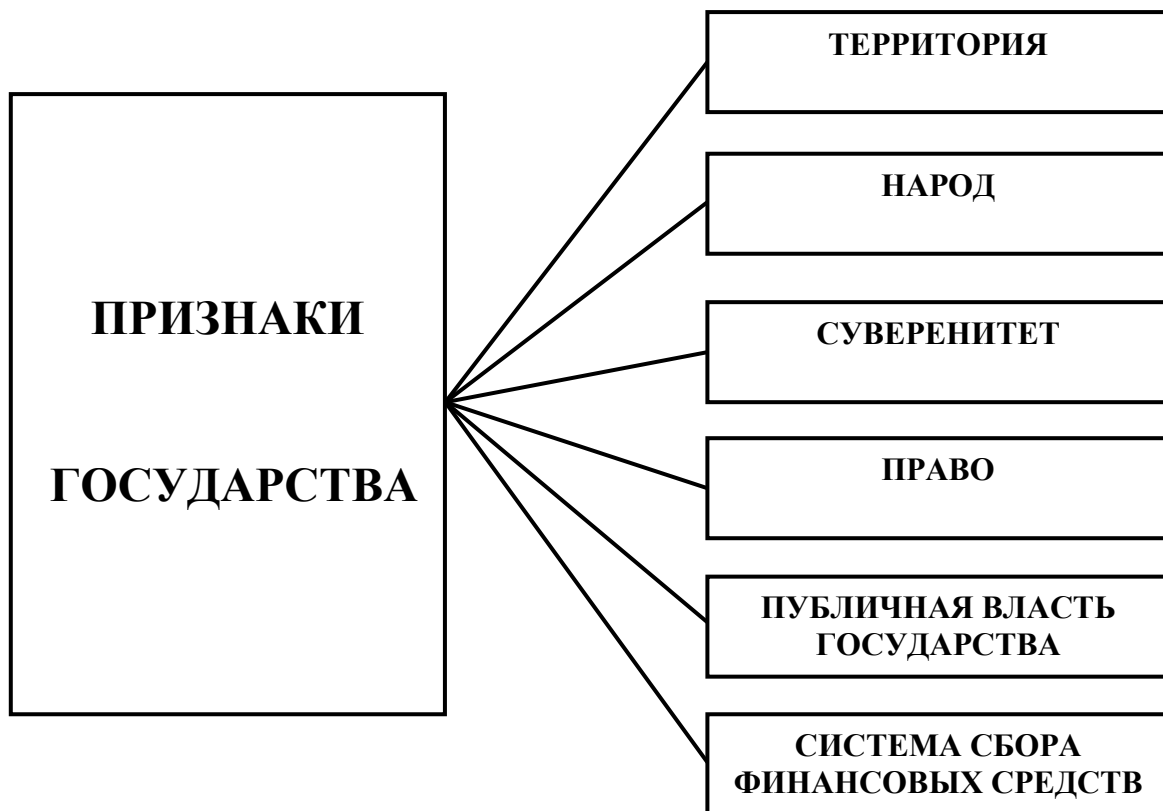 ПРИЗНАКИ
ГОСУДАРСТВА
ТЕРРИТОРИЯ
НАРОД
СУВЕРЕНИТЕТ
ПРАВО
ПУБЛИЧНАЯ ВЛАСТЬ
ГОСУДАРСТВА
СИСТЕМА СБОРА
ФИНАНСОВЫХ СРЕДСТВ